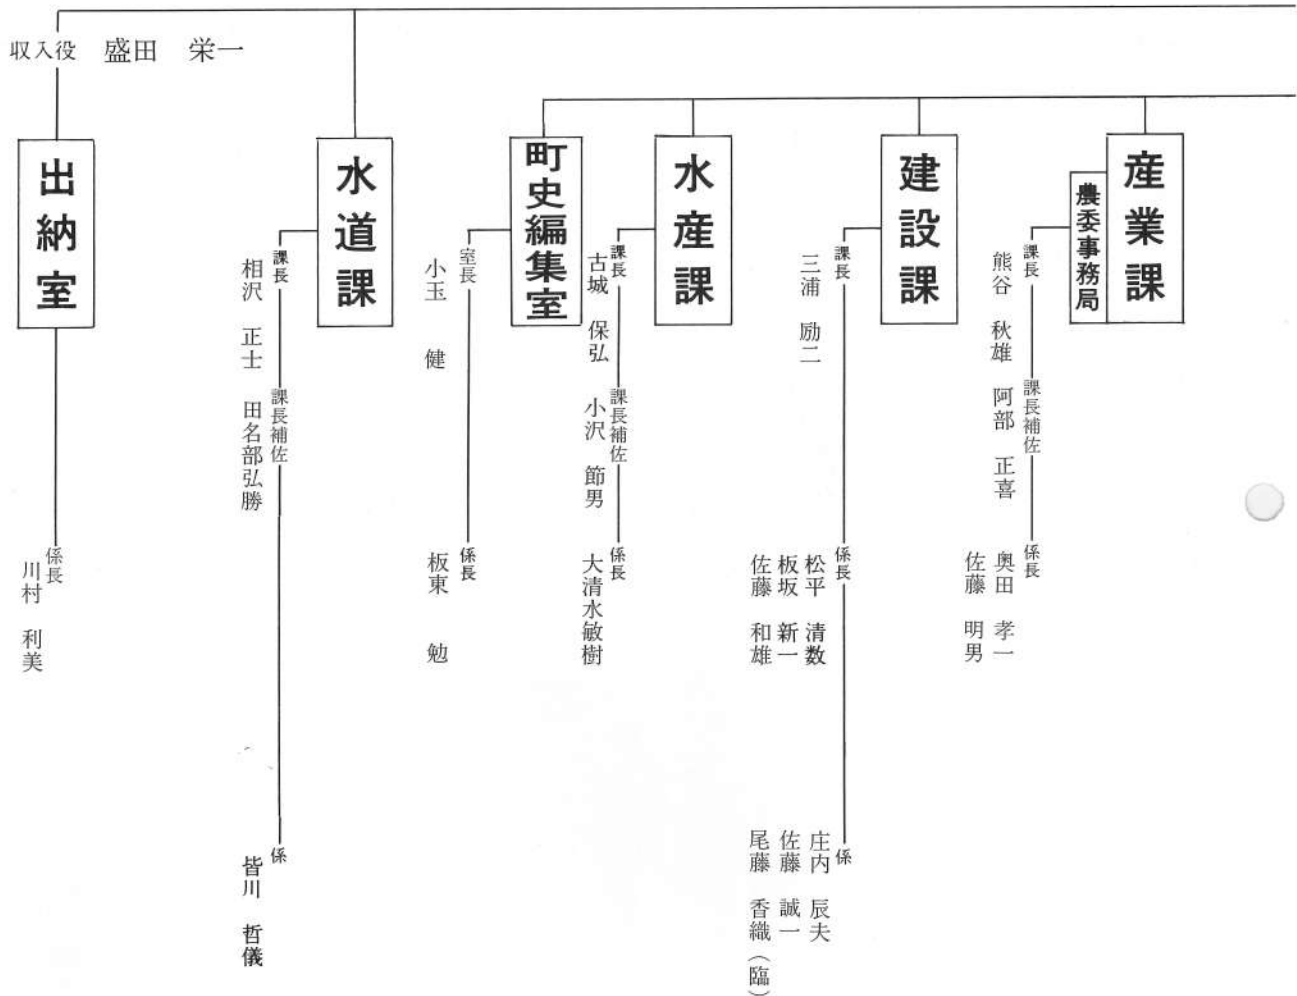 産業課
農委事務局
課長
熊谷 秋雄
課長補佐
阿部 正喜
係長
奥田 孝一
佐藤 明男
建設課
課長
三浦 励二
係長
松平 清数
板坂 新一
佐藤 和雄
係
庄内 辰夫
佐藤 誠一
尾藤 香織(臨)
水産課
課長
古城 保弘
課長補佐
小沢 節男
係長
大清水敏樹
町史編集室
室長
小玉 健
係長
板東 勉
水道課
課長
相沢 正士
課長補佐
田名部弘勝
係
皆川 哲儀
収入役 盛田 栄一
出納室
係長
川村 利美